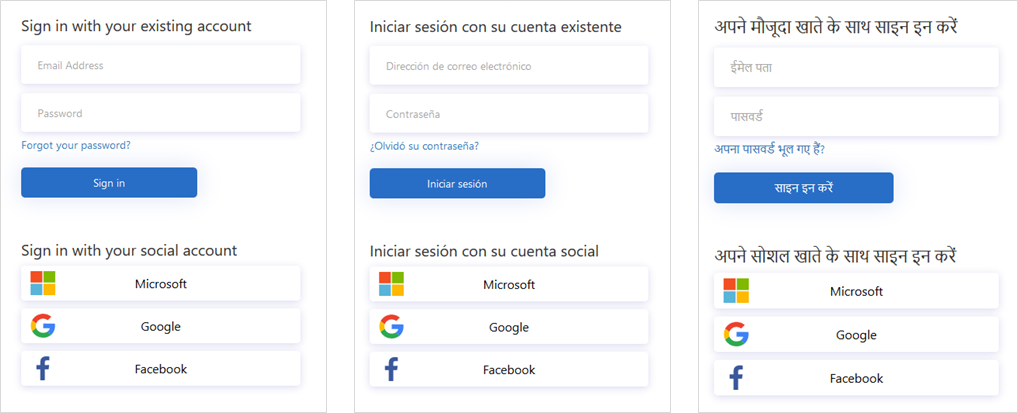 Sign in with your existing account
Email Address
Password
Forgot your password?
Sign in
Sign in with your social account
Microsoft
Google
Facebook
Iniciar sesión con su cuenta existente
Dirección de correo electrónico
Contraseña
¿Olvidó su contraseña?
Iniciar sesión
Iniciar sesión con su cuenta social
Microsoft
Google
Facebook
अपने मौजूदा खाते के साथ साइन इन करें
ईमेल पता
पासवर्ड
अपना पासवर्ड भूल गए हैं?
साइन इन करें
अपने सोशल खाते के साथ साइन इन करें
Microsoft
Google
Facebook